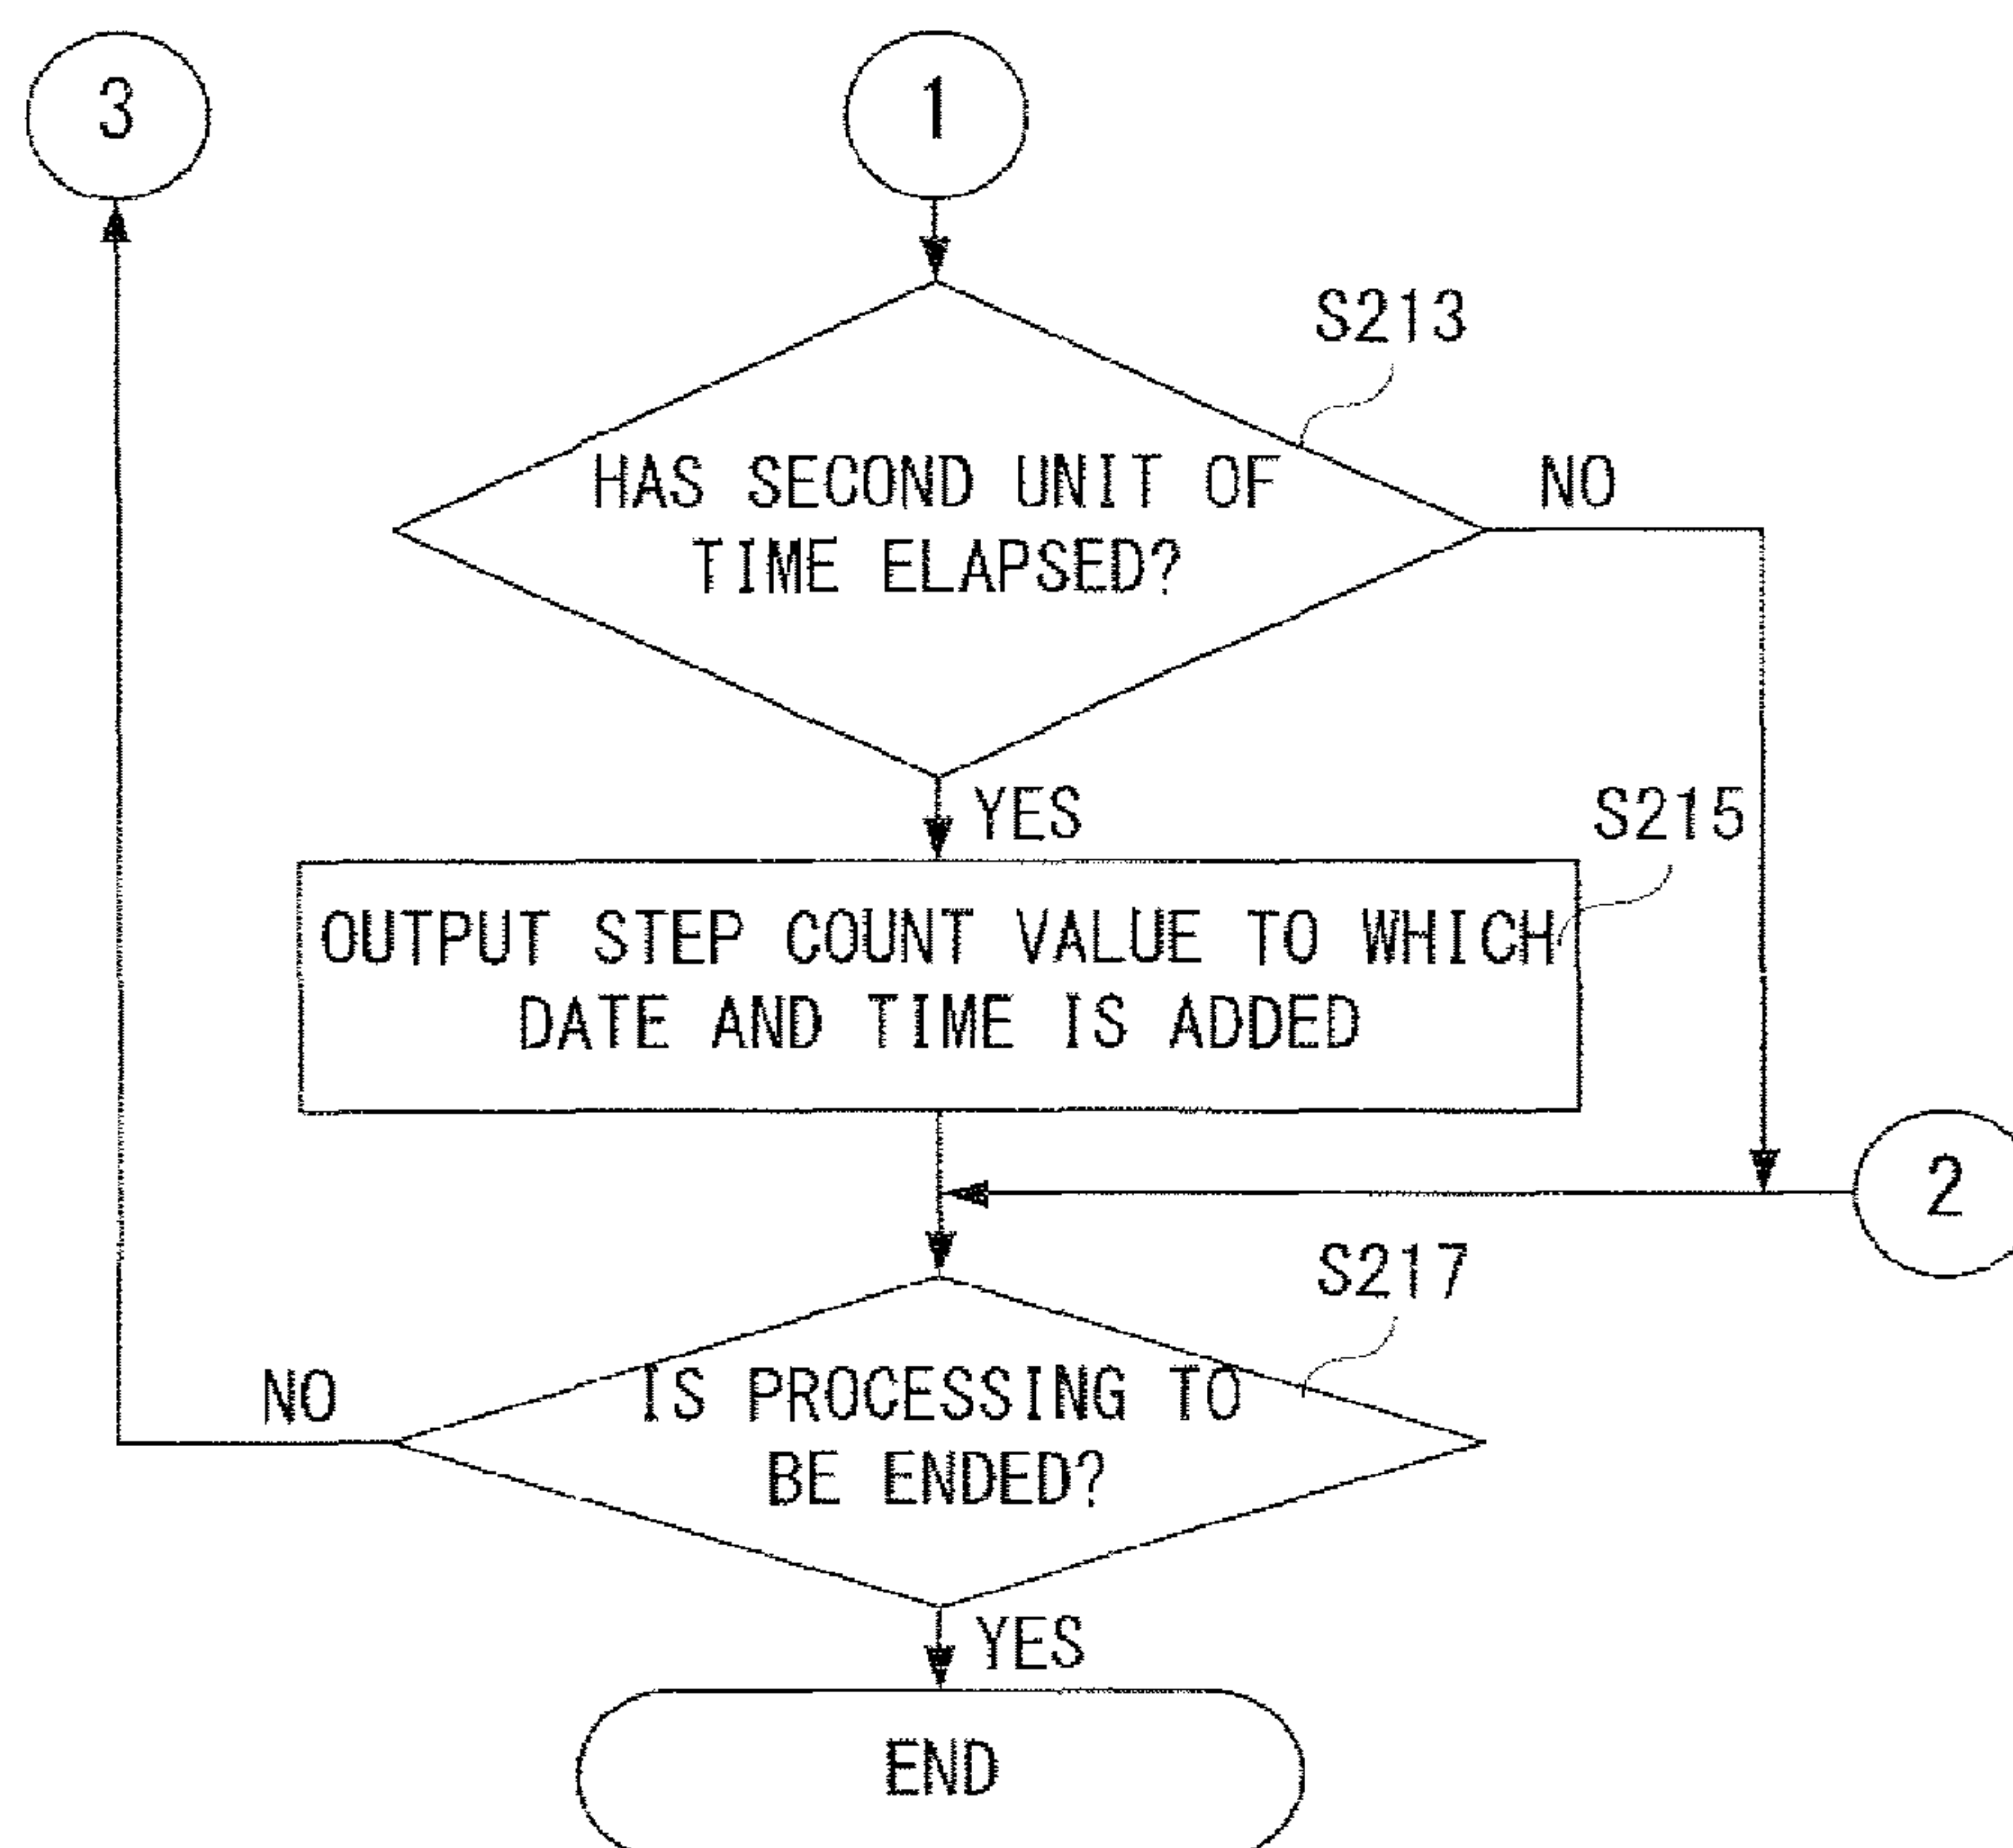 3
1
S213
HAS SECOND UNIT OF
TIME ELAPSED?
NO
YES
S215
OUTPUT STEP COUNT VALUE TO WHICH
DATE AND TIME IS ADDED
2
S217
IS PROCESSING TO
BE ENDED?
NO
YES
END